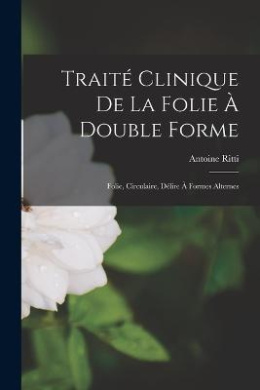 Traité Clinique
De La Folie À
Double Forme
Antoine Ritti
Folie, Circulaire, Délire À Formes Alternes